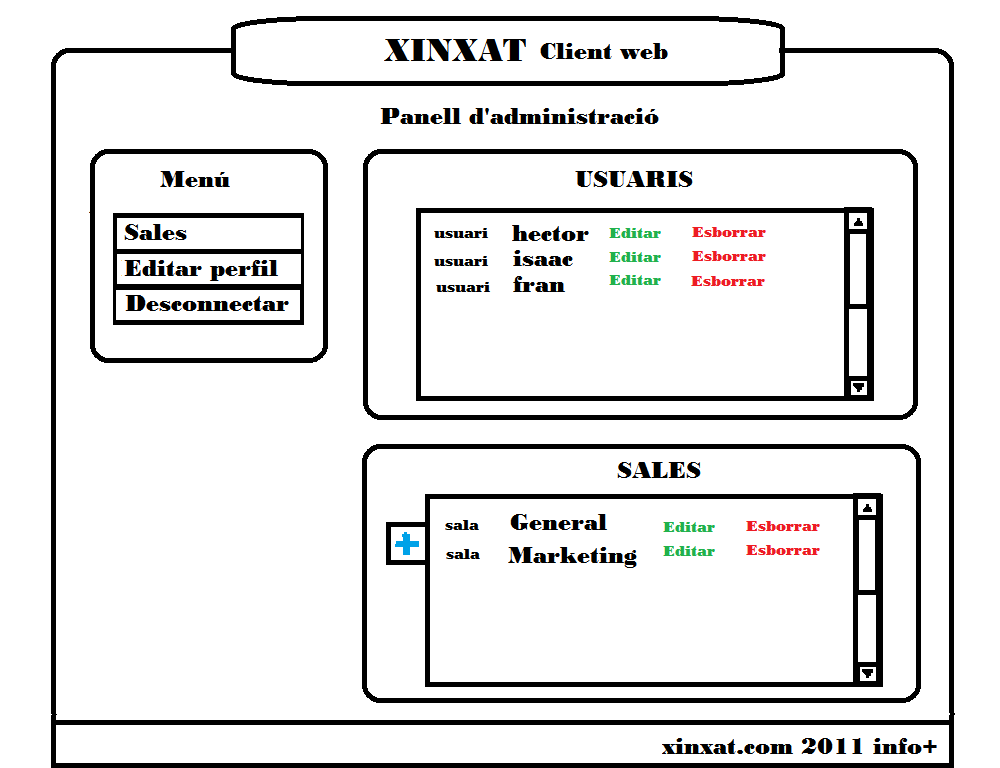 XINXAT Client web
Panell d'administració
Menú
Sales
Editar perfil
Desconnectar
USUARIS
usuari hector Editar Esborrar
usuari isaac Editar Esborrar
usuari fran Editar Esborrar
SALES
sala General Editar Esborrar
sala Marketing Editar Esborrar
xinxat.com 2011 info+